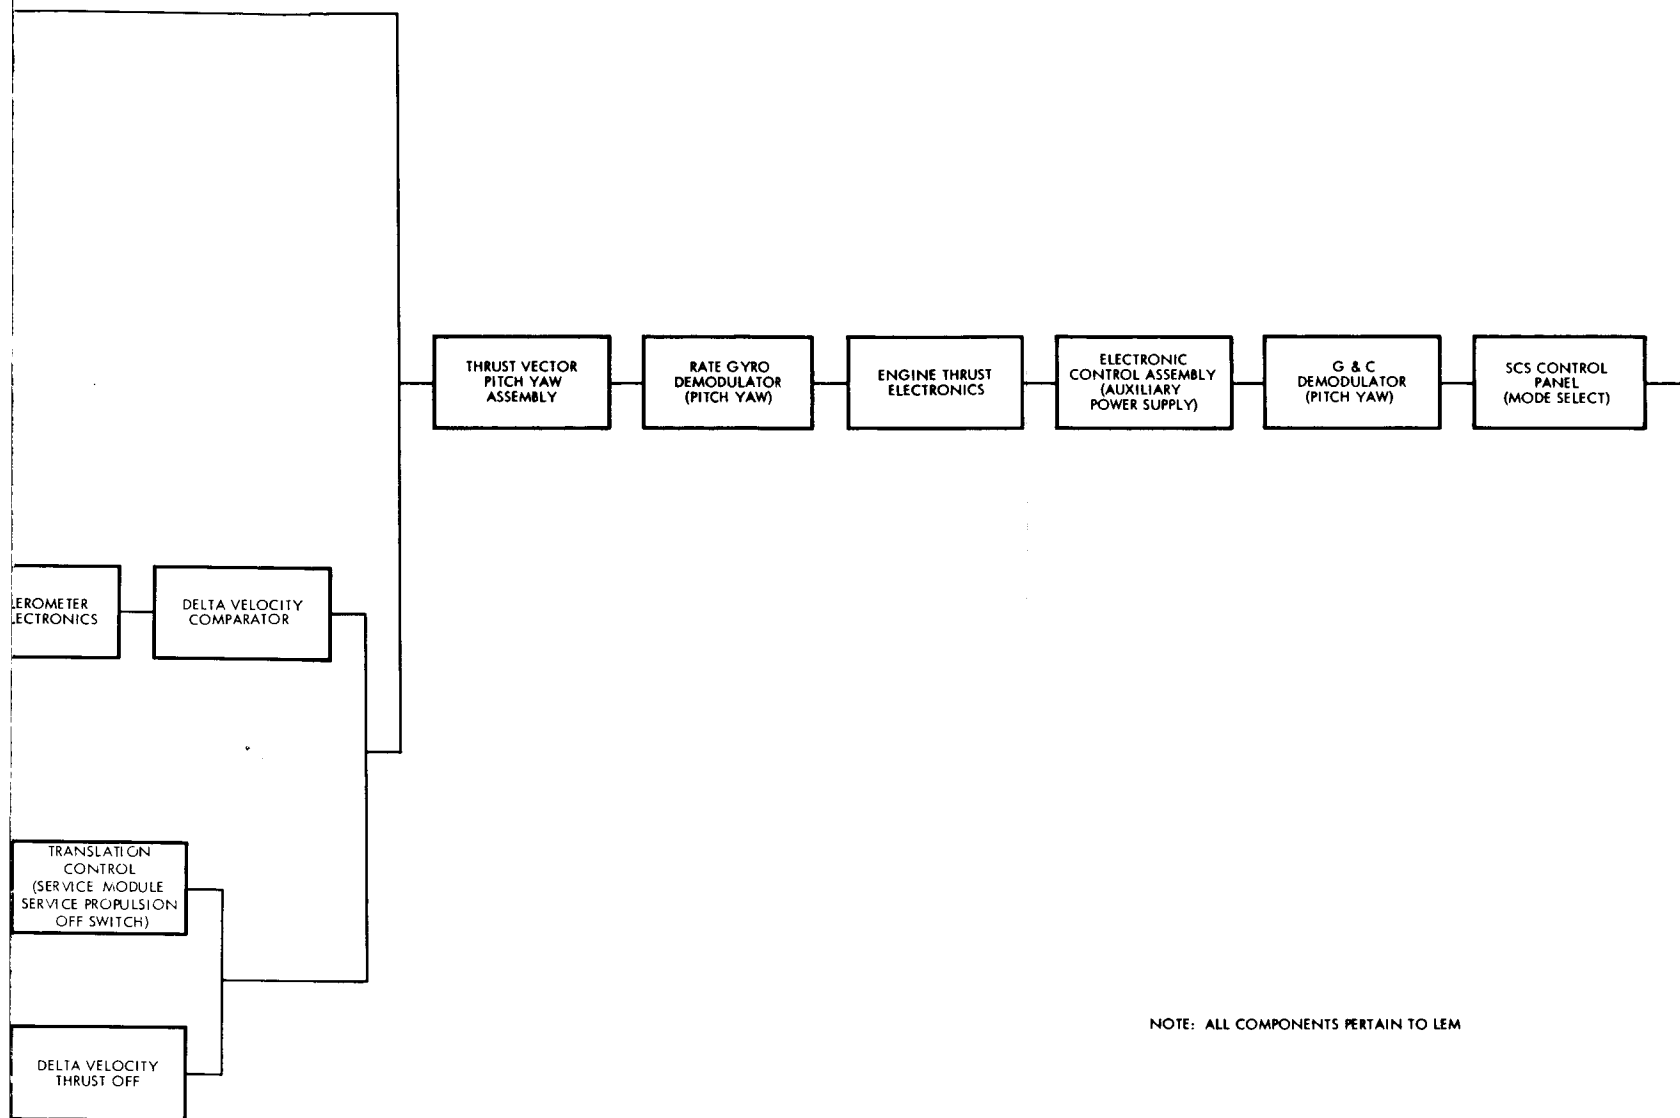 THRUST VECTOR
PITCH YAW
ASSEMBLY
RATE GYRO
DEMODULATOR
(PITCH YAW)
ENGINE THRUST
ELECTRONICS
ELECTRONIC
CONTROL ASSEMBLY
(AUXILIARY
POWER SUPPLY)
G & C
DEMODULATOR
(PITCH YAW)
SCS CONTROL
PANEL
(MODE SELECT)
LEROMETER
LECTRONICS
DELTA VELOCITY
COMPARATOR
TRANSLATION
CONTROL
(SERVICE MODULE
SERVICE PROPULSION
OFF SWITCH)
DELTA VELOCITY
THRUST OFF
NOTE: ALL COMPONENTS PERTAIN TO LEM